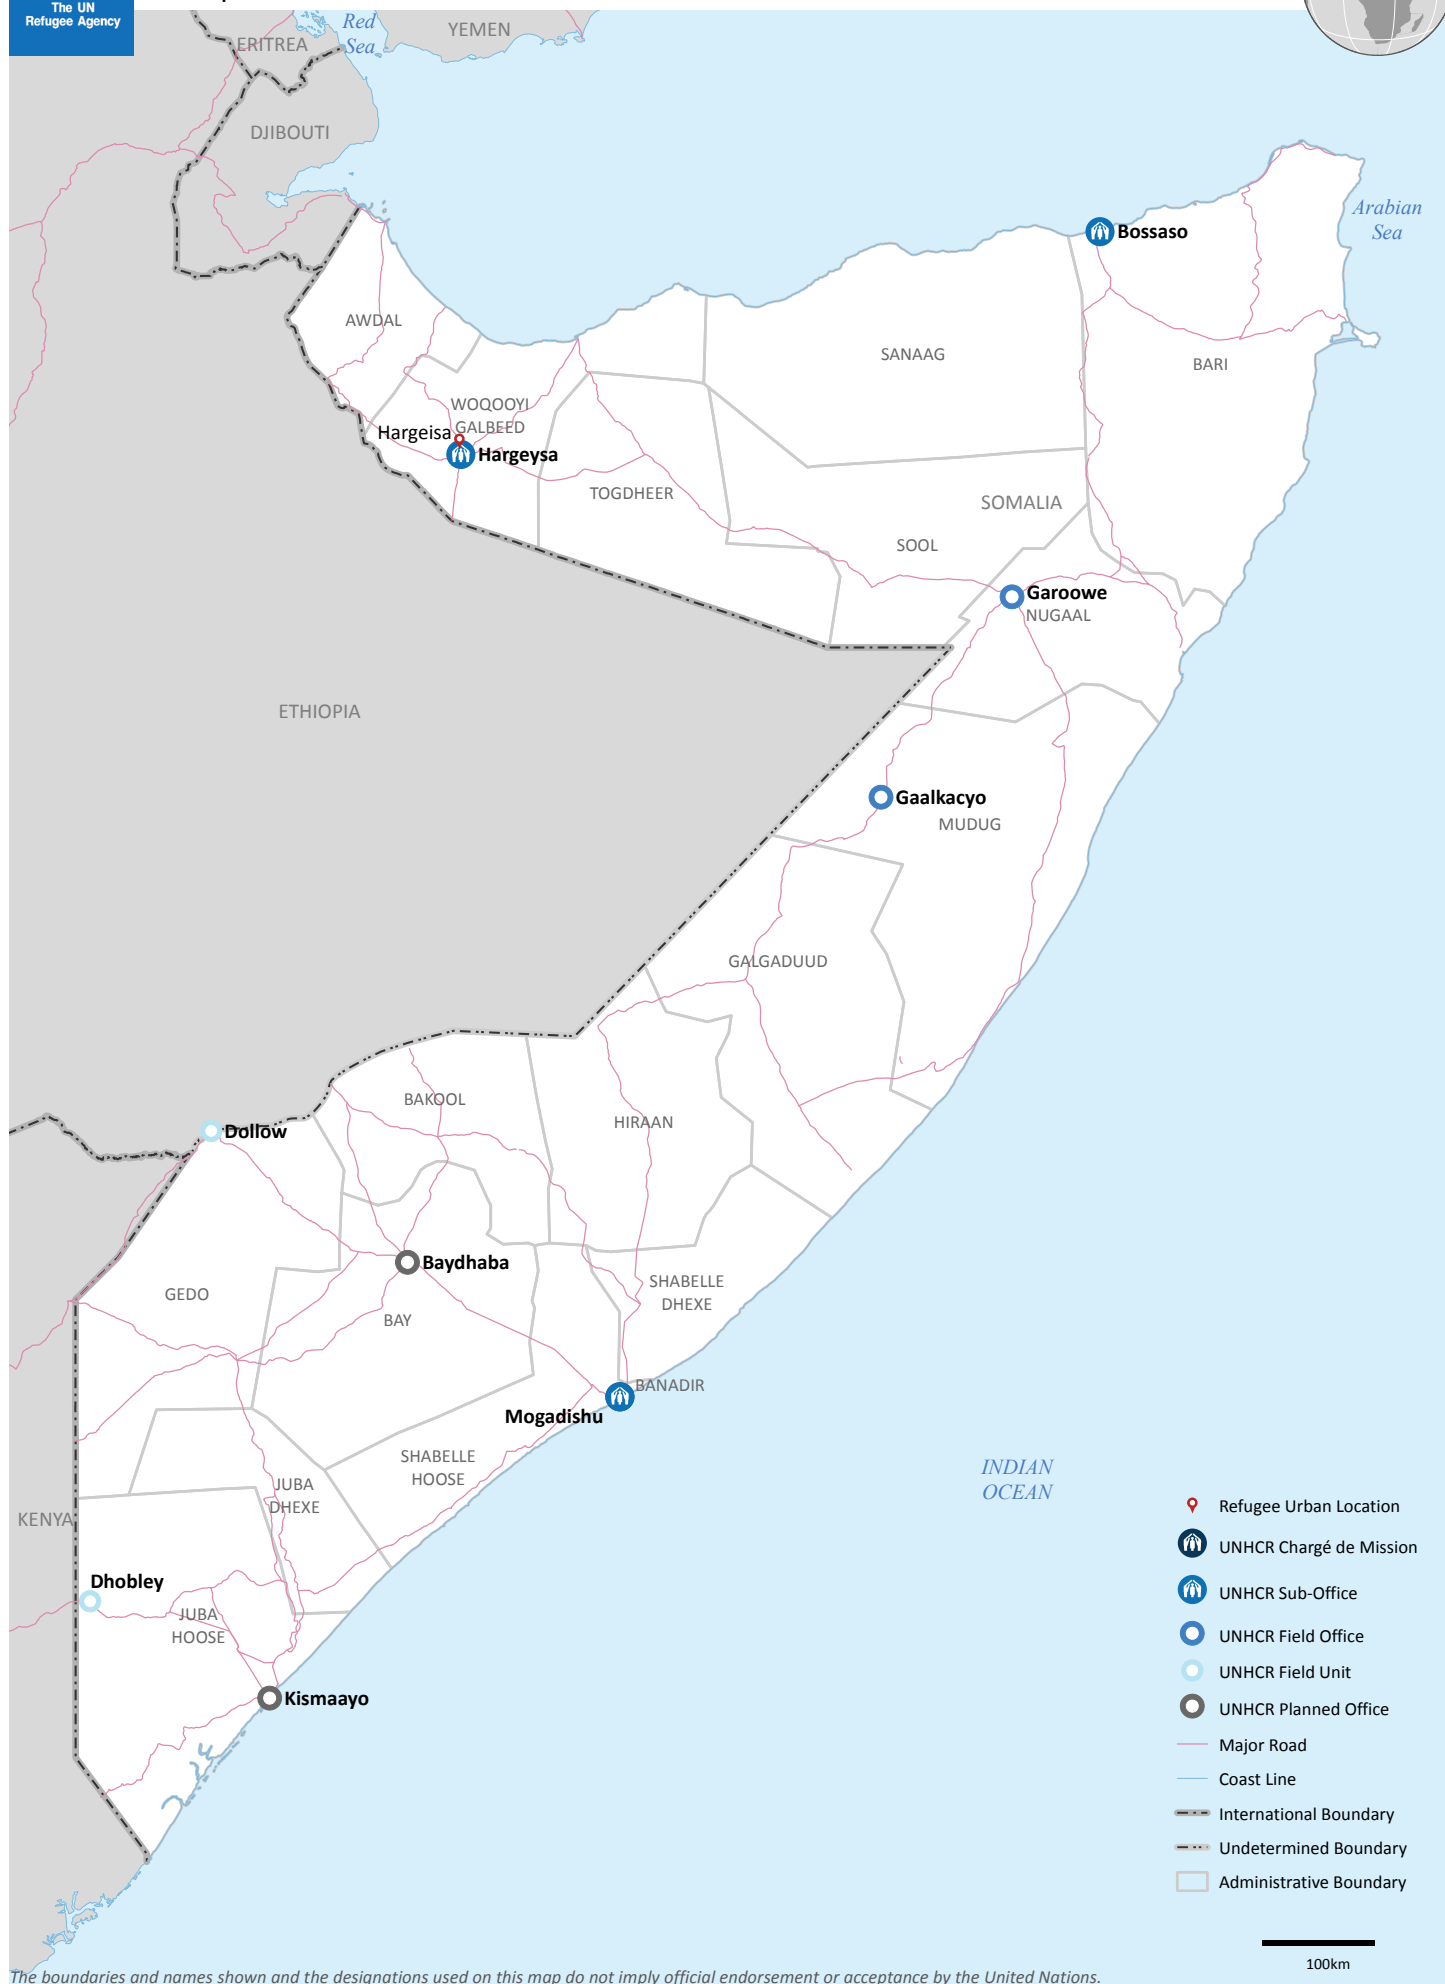 The UN
Refugee Agency
Red
Sea
YEMEN
ERITREA
DJIBOUTI
Arabian
Sea
Bossaso
AWDAL
SANAAG
BARI
WOQOOYI
GALBEED
Hargeisa
Hargeysa
TOGDHEER
SOMALIA
SOOL
Garoowe
NUGAAL
ETHIOPIA
Gaalkacyo
MUDUG
GALGADUUD
BAKOOL
HIRAAN
Dollow
Baydhaba
SHABELLE
DHEXE
GEDO
BAY
BANADIR
Mogadishu
SHABELLE
HOOSE
INDIAN
OCEAN
JUBA
DHEXE
KENYA
Dhobley
JUBA
HOOSE
Kismaayo
Refugee Urban Location
UNHCR Chargé de Mission
UNHCR Sub-Office
UNHCR Field Office
UNHCR Field Unit
UNHCR Planned Office
Major Road
Coast Line
International Boundary
Undetermined Boundary
Administrative Boundary
100km
The boundaries and names shown and the designations used on this map do not imply official endorsement or acceptance by the United Nations.